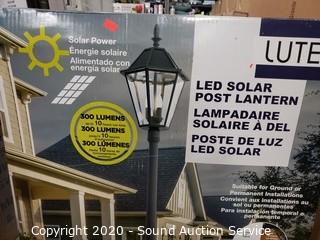 Solar Power
Énergie solaire
Alimentado con
energía solar
LUTE
LED SOLAR
POST LANTERN
LAMPADAIRE
SOLAIRE À DEL
POSTE DE LUZ
LED SOLAR
300 LUMENS
300 LUMENS
300 LÚMENES
Suitable for Ground or
Permanent Installations
Convient aux installations au
sol ou permanentes
Para instalación temporal
o permanente
Copyright 2020 - Sound Auction Service